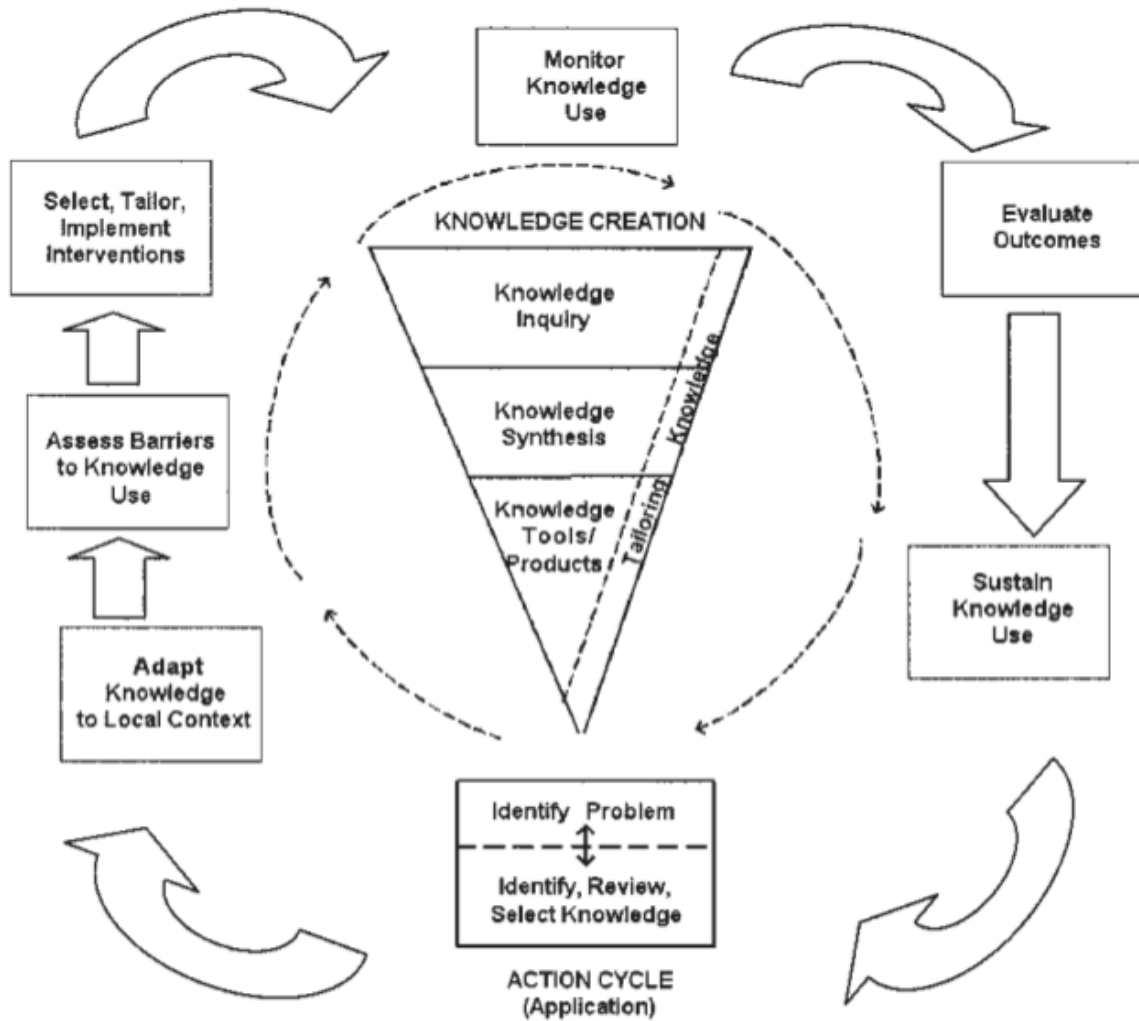 Monitor
Knowledge
Use
Select, Tailor,
Implement
Interventions
Evaluate
Outcomes
KNOWLEDGE CREATION
Knowledge
Inquiry
Knowledge
Synthesis
Knowledge
Tools/
Products
Tailoring
Knowledge
Assess Barriers
to Knowledge
Use
Sustain
Knowledge
Use
Adapt
Knowledge
to Local Context
Identify Problem
Identify, Review,
Select Knowledge
ACTION CYCLE
(Application)